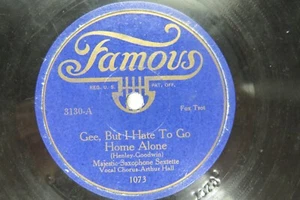 Famous
REG. U.S. PAT. OFF.
3130-A Fox Trot
Gee, But I Hate To Go
Home Alone
(Hanley-Goodwin)
Majestic Saxophone Sextette
Vocal Chorus-Arthur Hall
1073